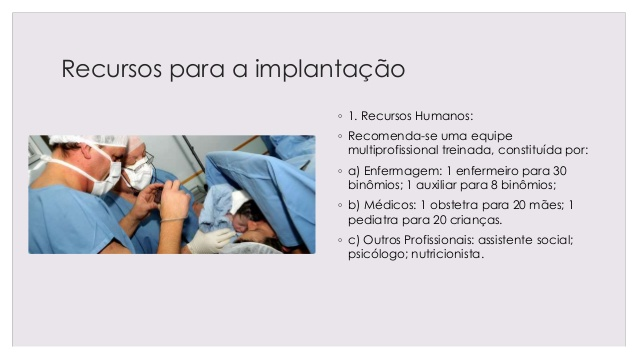 Recursos para a implantação
◦ 1. Recursos Humanos:
◦ Recomenda-se uma equipe
multiprofissional treinada, constituída por:
◦ a) Enfermagem: 1 enfermeiro para 30
binômios; 1 auxiliar para 8 binômios;
◦ b) Médicos: 1 obstetra para 20 mães; 1
pediatra para 20 crianças.
◦ c) Outros Profissionais: assistente social;
psicólogo; nutricionista.